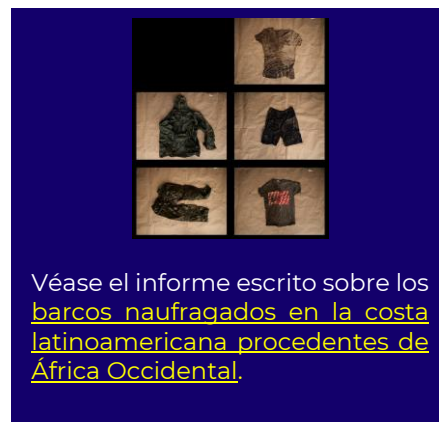 Véase el informe escrito sobre los
barcos naufragados en la costa
latinoamericana procedentes de
África Occidental.